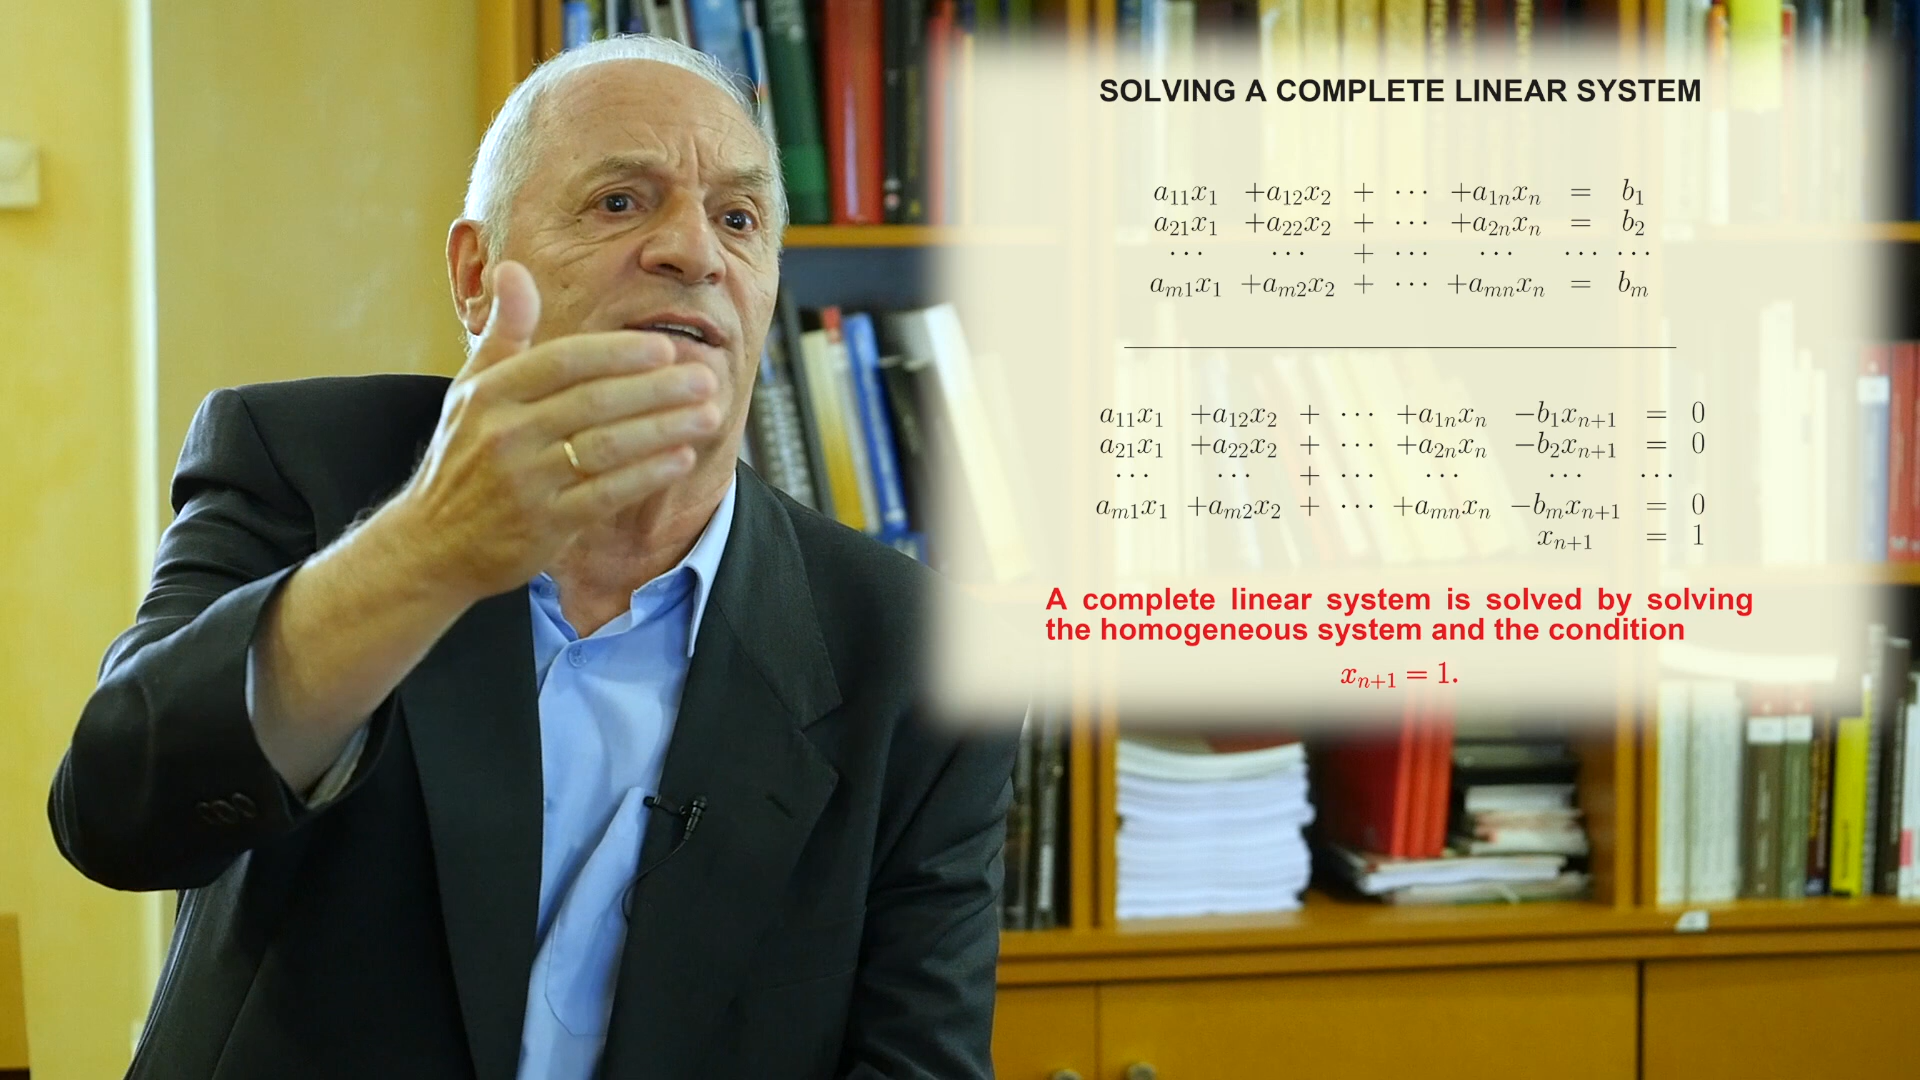 SOLVING A COMPLETE LINEAR SYSTEM
a₁₁x₁ +a₁₂x₂ + ⋯ +a₁ₙxₙ = b₁
a₂₁x₁ +a₂₂x₂ + ⋯ +a₂ₙxₙ = b₂
⋯ ⋯ + ⋯ ⋯ ⋯ ⋯
aₘ₁x₁ +aₘ₂x₂ + ⋯ +aₘₙxₙ = bₘ
a₁₁x₁ +a₁₂x₂ + ⋯ +a₁ₙxₙ −b₁xₙ₊₁ = 0
a₂₁x₁ +a₂₂x₂ + ⋯ +a₂ₙxₙ −b₂xₙ₊₁ = 0
⋯ ⋯ + ⋯ ⋯ ⋯ ⋯
aₘ₁x₁ +aₘ₂x₂ + ⋯ +aₘₙxₙ −bₘxₙ₊₁ = 0
xₙ₊₁ = 1
A complete linear system is solved by solving
the homogeneous system and the condition
xₙ₊₁ = 1.